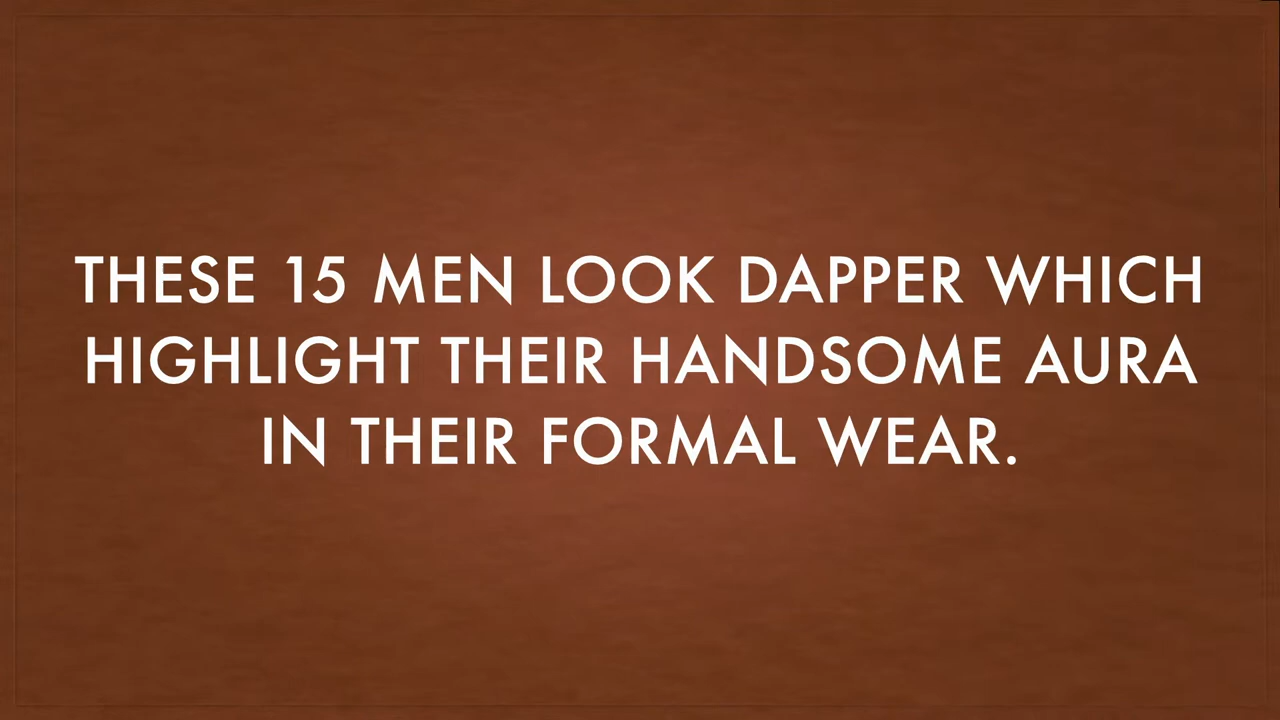 THESE 15 MEN LOOK DAPPER WHICH
HIGHLIGHT THEIR HANDSOME AURA
IN THEIR FORMAL WEAR.